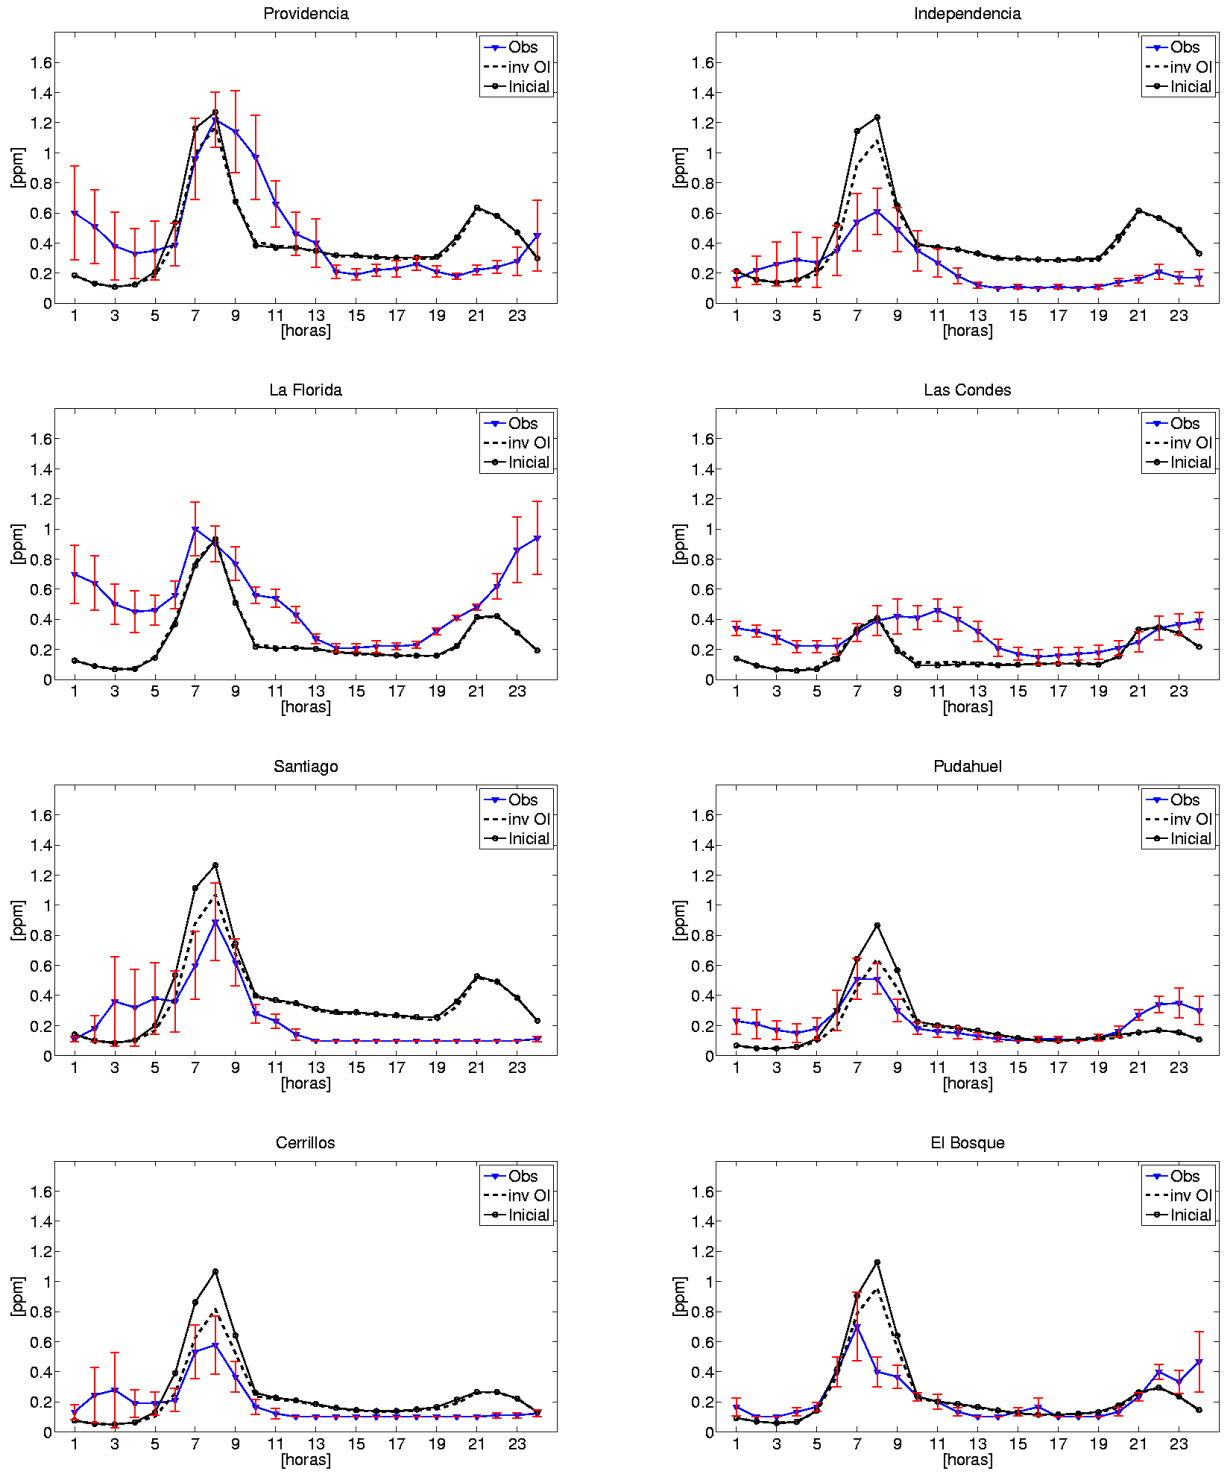 Providencia
[ppm]
1.6
1.4
1.2
1
0.8
0.6
0.4
0.2
0
1 3 5 7 9 11 13 15 17 19 21 23
[horas]
Obs
inv OI
Inicial
Independencia
[ppm]
1.6
1.4
1.2
1
0.8
0.6
0.4
0.2
0
1 3 5 7 9 11 13 15 17 19 21 23
[horas]
Obs
inv OI
Inicial
La Florida
[ppm]
1.6
1.4
1.2
1
0.8
0.6
0.4
0.2
0
1 3 5 7 9 11 13 15 17 19 21 23
[horas]
Obs
inv OI
Inicial
Las Condes
[ppm]
1.6
1.4
1.2
1
0.8
0.6
0.4
0.2
0
1 3 5 7 9 11 13 15 17 19 21 23
[horas]
Obs
inv OI
Inicial
Santiago
[ppm]
1.6
1.4
1.2
1
0.8
0.6
0.4
0.2
0
1 3 5 7 9 11 13 15 17 19 21 23
[horas]
Obs
inv OI
Inicial
Pudahuel
[ppm]
1.6
1.4
1.2
1
0.8
0.6
0.4
0.2
0
1 3 5 7 9 11 13 15 17 19 21 23
[horas]
Obs
inv OI
Inicial
Cerrillos
[ppm]
1.6
1.4
1.2
1
0.8
0.6
0.4
0.2
0
1 3 5 7 9 11 13 15 17 19 21 23
[horas]
Obs
inv OI
Inicial
El Bosque
[ppm]
1.6
1.4
1.2
1
0.8
0.6
0.4
0.2
0
1 3 5 7 9 11 13 15 17 19 21 23
[horas]
Obs
inv OI
Inicial